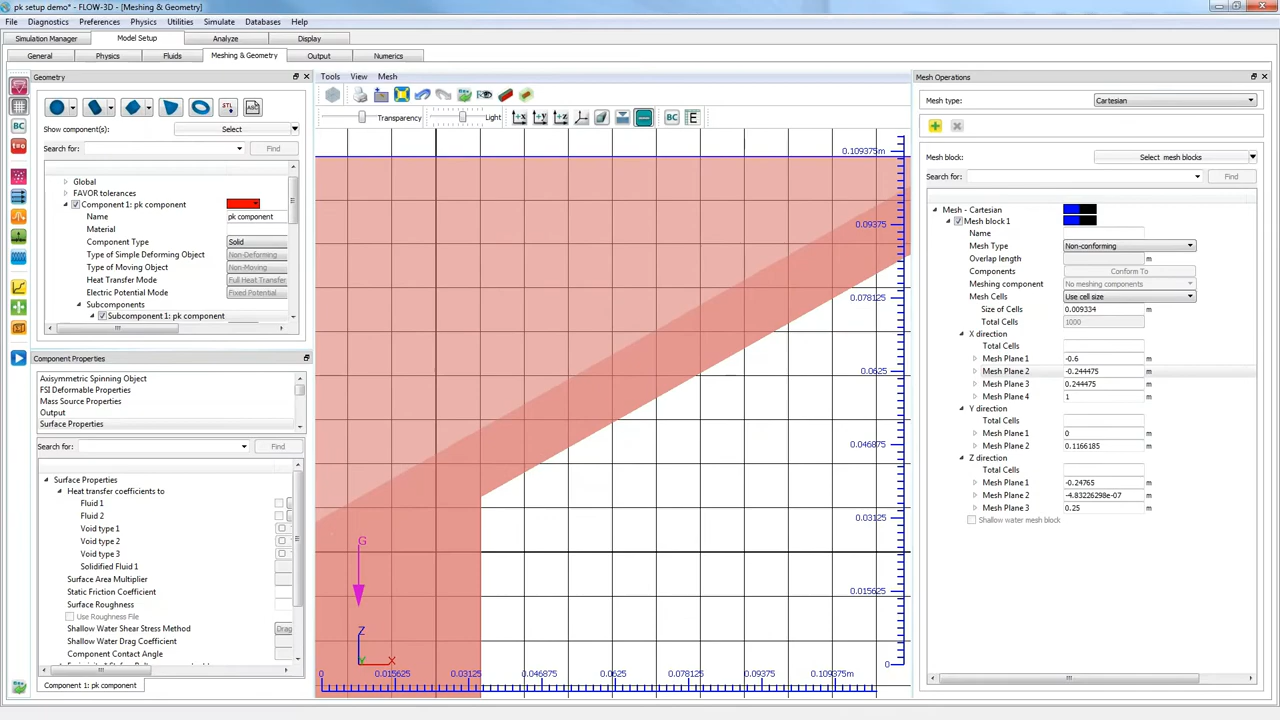 pk setup demo* - FLOW-3D - [Meshing & Geometry]
File Diagnostics Preferences Physics Utilities Simulate Databases Help
Simulation Manager Model Setup Analyze Display
General Physics Fluids Meshing & Geometry Output Numerics
Geometry
Show component(s): Select
Search for: Find
Global
FAVOR tolerances
Component 1: pk component
Name pk component
Material
Component Type Solid
Type of Simple Deforming Object Non-Deforming
Type of Moving Object Non-Moving
Heat Transfer Mode Full Heat Transfer
Electric Potential Mode Fixed Potential
Subcomponents
Subcomponent 1: pk component
Component Properties
Axisymmetric Spinning Object
FSI Deformable Properties
Mass Source Properties
Output
Surface Properties
Search for: Find
Surface Properties
Heat transfer coefficients to
Fluid 1
Fluid 2
Void type 1
Void type 2
Void type 3
Solidified Fluid 1
Surface Area Multiplier
Static Friction Coefficient
Surface Roughness
Use Roughness File
Shallow Water Shear Stress Method Drag
Shallow Water Drag Coefficient
Component Contact Angle
Component 1: pk component
BC
t=0
STL
Tools View Mesh
Transparency Light +x +y +z BC E
0.109375m
0.09375
0.078125
0.0625
0.046875
0.03125
0.015625
0
G
Z
Y X
0 0.015625 0.03125 0.046875 0.0625 0.078125 0.09375 0.109375m
Mesh Operations
Mesh type: Cartesian
Mesh block: Select mesh blocks
Search for: Find
Mesh - Cartesian
Mesh block 1
Name
Mesh Type Non-conforming
Overlap length m
Components Conform To
Meshing component No meshing components
Mesh Cells Use cell size
Size of Cells 0.009334 m
Total Cells 1000
X direction
Total Cells
Mesh Plane 1 -0.6 m
Mesh Plane 2 -0.244475 m
Mesh Plane 3 0.244475 m
Mesh Plane 4 1 m
Y direction
Total Cells
Mesh Plane 1 0 m
Mesh Plane 2 0.1166185 m
Z direction
Total Cells
Mesh Plane 1 -0.24765 m
Mesh Plane 2 -4.83226298e-07 m
Mesh Plane 3 0.25 m
Shallow water mesh block